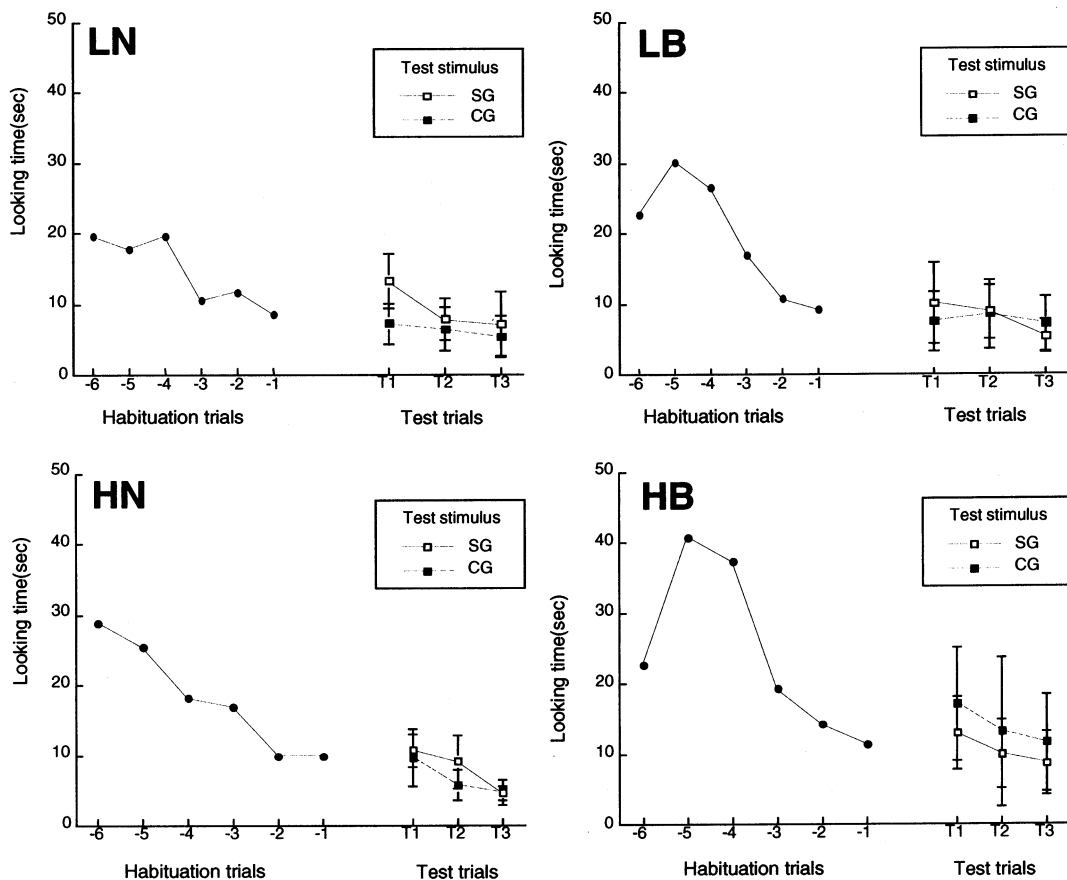 LN
Looking time(sec)
50
40
30
20
10
0
Test stimulus
SG
CG
-6 -5 -4 -3 -2 -1 T1 T2 T3
Habituation trials Test trials
LB
Looking time(sec)
50
40
30
20
10
0
Test stimulus
SG
CG
-6 -5 -4 -3 -2 -1 T1 T2 T3
Habituation trials Test trials
HN
Looking time(sec)
50
40
30
20
10
0
Test stimulus
SG
CG
-6 -5 -4 -3 -2 -1 T1 T2 T3
Habituation trials Test trials
HB
Looking time(sec)
50
40
30
20
10
0
Test stimulus
SG
CG
-6 -5 -4 -3 -2 -1 T1 T2 T3
Habituation trials Test trials